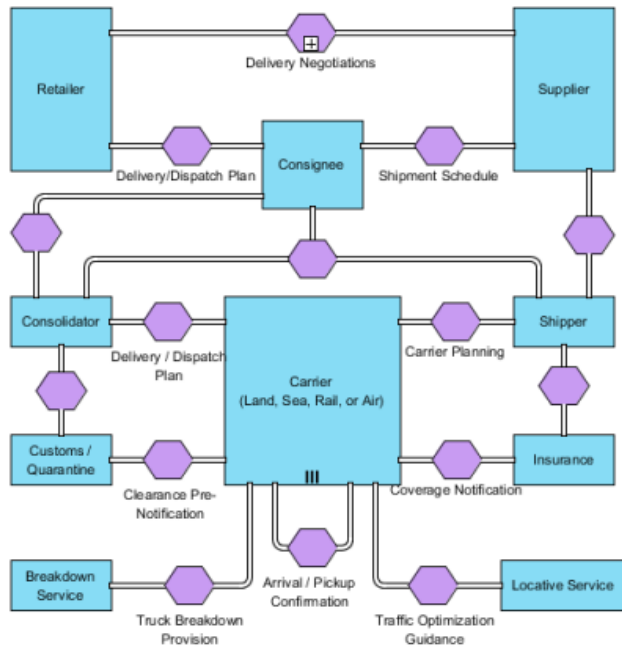 Delivery Negotiations
Retailer
Supplier
Consignee
Delivery/Dispatch Plan
Shipment Schedule
Consolidator
Shipper
Delivery / Dispatch
Plan
Carrier Planning
Carrier
(Land, Sea, Rail, or Air)
Customs /
Quarantine
Insurance
Clearance Pre-
Notification
Coverage Notification
Breakdown
Service
Arrival / Pickup
Confirmation
Locative Service
Truck Breakdown
Provision
Traffic Optimization
Guidance